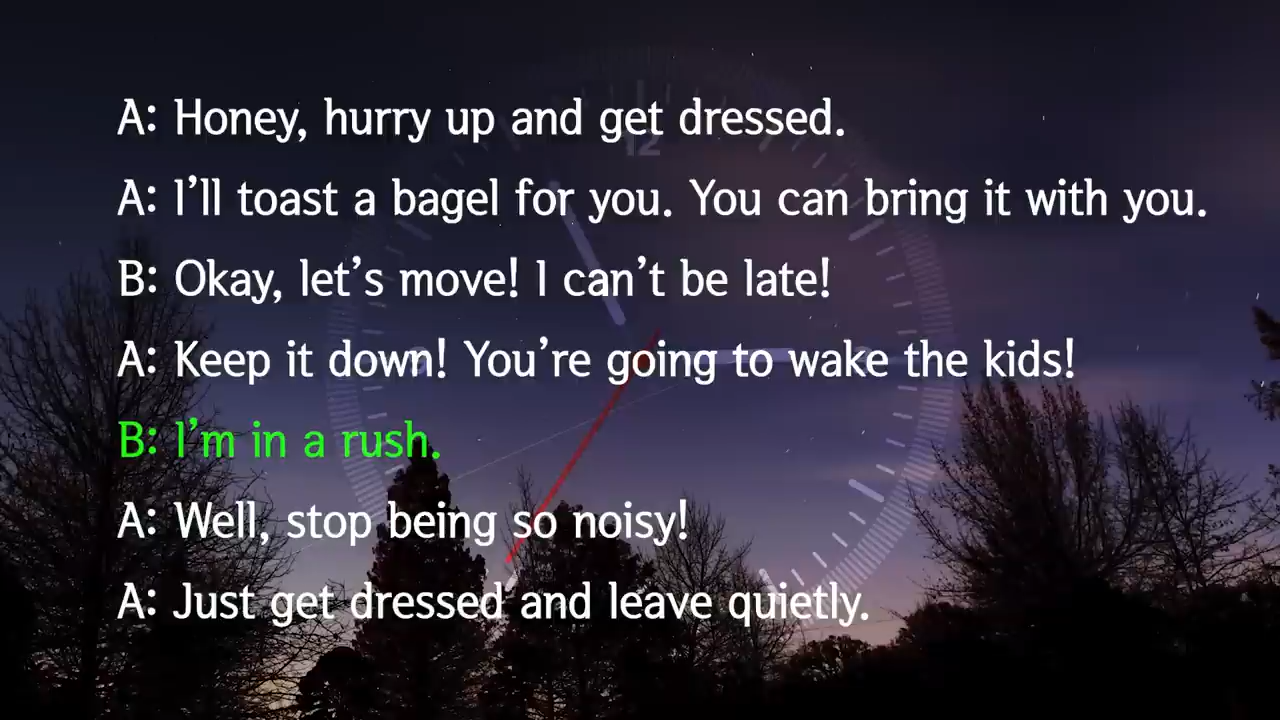 12
A: Honey, hurry up and get dressed.
A: I’ll toast a bagel for you. You can bring it with you.
B: Okay, let’s move! I can’t be late!
A: Keep it down! You’re going to wake the kids!
B: I’m in a rush.
A: Well, stop being so noisy!
A: Just get dressed and leave quietly.